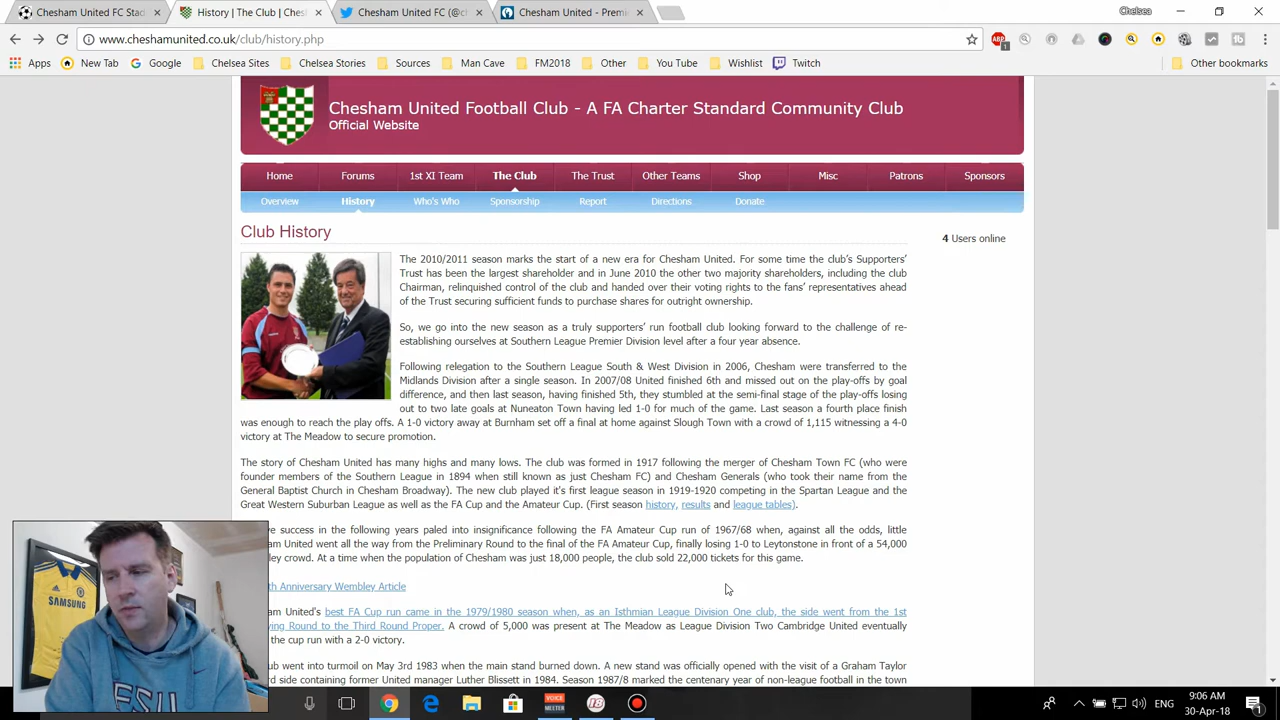 Chesham United FC Stad
History | The Club | Ches
Chesham United FC (@c
Chesham United - Premi
Chelsea
www.cheshamunited.co.uk/club/history.php
ABP
1
Apps
New Tab
Google
Chelsea Sites
Chelsea Stories
Sources
Man Cave
FM2018
Other
You Tube
Wishlist
Twitch
Other bookmarks
Chesham United Football Club - A FA Charter Standard Community Club
Official Website
Home
Forums
1st XI Team
The Club
The Trust
Other Teams
Shop
Misc
Patrons
Sponsors
Overview
History
Who's Who
Sponsorship
Report
Directions
Donate
Club History
4 Users online
The 2010/2011 season marks the start of a new era for Chesham United. For some time the club's Supporters'
Trust has been the largest shareholder and in June 2010 the other two majority shareholders, including the club
Chairman, relinquished control of the club and handed over their voting rights to the fans' representatives ahead
of the Trust securing sufficient funds to purchase shares for outright ownership.
So, we go into the new season as a truly supporters' run football club looking forward to the challenge of re-
establishing ourselves at Southern League Premier Division level after a four year absence.
Following relegation to the Southern League South & West Division in 2006, Chesham were transferred to the
Midlands Division after a single season. In 2007/08 United finished 6th and missed out on the play-offs by goal
difference, and then last season, having finished 5th, they stumbled at the semi-final stage of the play-offs losing
out to two late goals at Nuneaton Town having led 1-0 for much of the game. Last season a fourth place finish
was enough to reach the play offs. A 1-0 victory away at Burnham set off a final at home against Slough Town with a crowd of 1,115 witnessing a 4-0
victory at The Meadow to secure promotion.
The story of Chesham United has many highs and many lows. The club was formed in 1917 following the merger of Chesham Town FC (who were
founder members of the Southern League in 1894 when still known as just Chesham FC) and Chesham Generals (who took their name from the
General Baptist Church in Chesham Broadway). The new club played it's first league season in 1919-1920 competing in the Spartan League and the
Great Western Suburban League as well as the FA Cup and the Amateur Cup. (First season history, results and league tables).
ve success in the following years paled into insignificance following the FA Amateur Cup run of 1967/68 when, against all the odds, little
am United went all the way from the Preliminary Round to the final of the FA Amateur Cup, finally losing 1-0 to Leytonstone in front of a 54,000
ley crowd. At a time when the population of Chesham was just 18,000 people, the club sold 22,000 tickets for this game.
th Anniversary Wembley Article
am United's best FA Cup run came in the 1979/1980 season when, as an Isthmian League Division One club, the side went from the 1st
ying Round to the Third Round Proper. A crowd of 5,000 was present at The Meadow as League Division Two Cambridge United eventually
the cup run with a 2-0 victory.
ub went into turmoil on May 3rd 1983 when the main stand burned down. A new stand was officially opened with the visit of a Graham Taylor
rd side containing former United manager Luther Blissett in 1984. Season 1987/8 marked the centenary year of non-league football in the town
SAMSUNG
VOICE
MEETER
18
ENG
9:06 AM
30-Apr-18
1